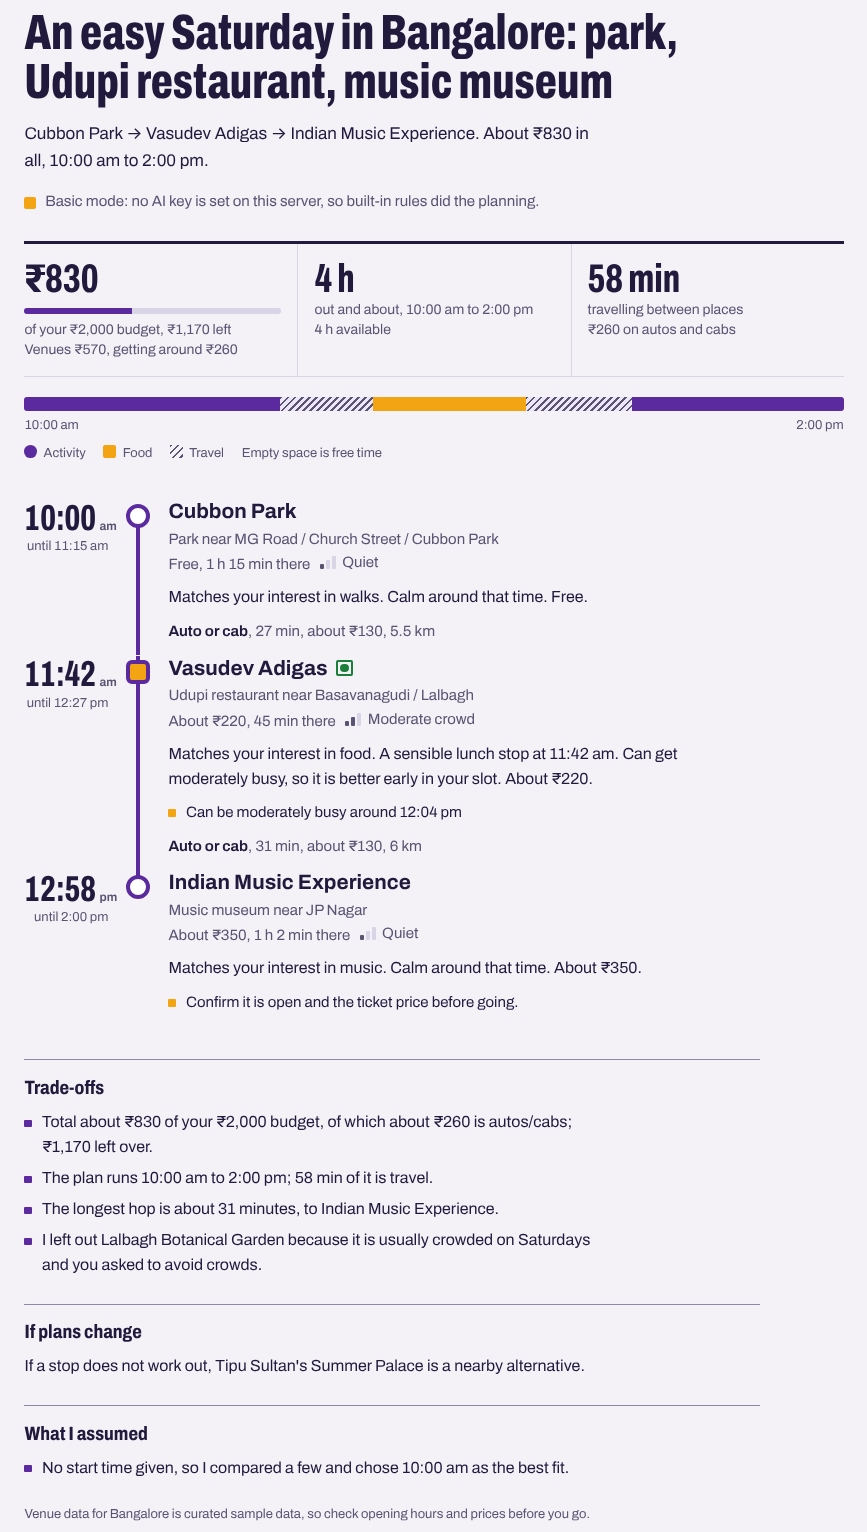 An easy Saturday in Bangalore: park,
Udupi restaurant, music museum
Cubbon Park → Vasudev Adigas → Indian Music Experience. About ₹830 in
all, 10:00 am to 2:00 pm.
Basic mode: no AI key is set on this server, so built-in rules did the planning.
₹830
of your ₹2,000 budget, ₹1,170 left
Venues ₹570, getting around ₹260
4 h
out and about, 10:00 am to 2:00 pm
4 h available
58 min
travelling between places
₹260 on autos and cabs
10:00 am
2:00 pm
Activity Food Travel Empty space is free time
10:00 am
until 11:15 am
Cubbon Park
Park near MG Road / Church Street / Cubbon Park
Free, 1 h 15 min there Quiet
Matches your interest in walks. Calm around that time. Free.
Auto or cab, 27 min, about ₹130, 5.5 km
11:42 am
until 12:27 pm
Vasudev Adigas
Udupi restaurant near Basavanagudi / Lalbagh
About ₹220, 45 min there Moderate crowd
Matches your interest in food. A sensible lunch stop at 11:42 am. Can get
moderately busy, so it is better early in your slot. About ₹220.
Can be moderately busy around 12:04 pm
Auto or cab, 31 min, about ₹130, 6 km
12:58 pm
until 2:00 pm
Indian Music Experience
Music museum near JP Nagar
About ₹350, 1 h 2 min there Quiet
Matches your interest in music. Calm around that time. About ₹350.
Confirm it is open and the ticket price before going.
Trade-offs
Total about ₹830 of your ₹2,000 budget, of which about ₹260 is autos/cabs;
₹1,170 left over.
The plan runs 10:00 am to 2:00 pm; 58 min of it is travel.
The longest hop is about 31 minutes, to Indian Music Experience.
I left out Lalbagh Botanical Garden because it is usually crowded on Saturdays
and you asked to avoid crowds.
If plans change
If a stop does not work out, Tipu Sultan's Summer Palace is a nearby alternative.
What I assumed
No start time given, so I compared a few and chose 10:00 am as the best fit.
Venue data for Bangalore is curated sample data, so check opening hours and prices before you go.